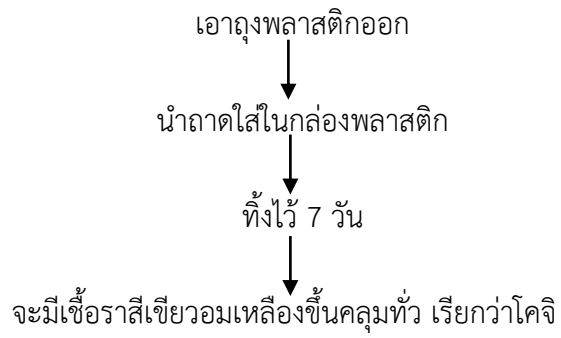 เอาถุงพลาสติกออก
นำถาดใส่ในกล่องพลาสติก
ทิ้งไว้ 7 วัน
จะมีเชื้อราสีเขียวอมเหลืองขึ้นคลุมทั่ว เรียกว่าโคจิ